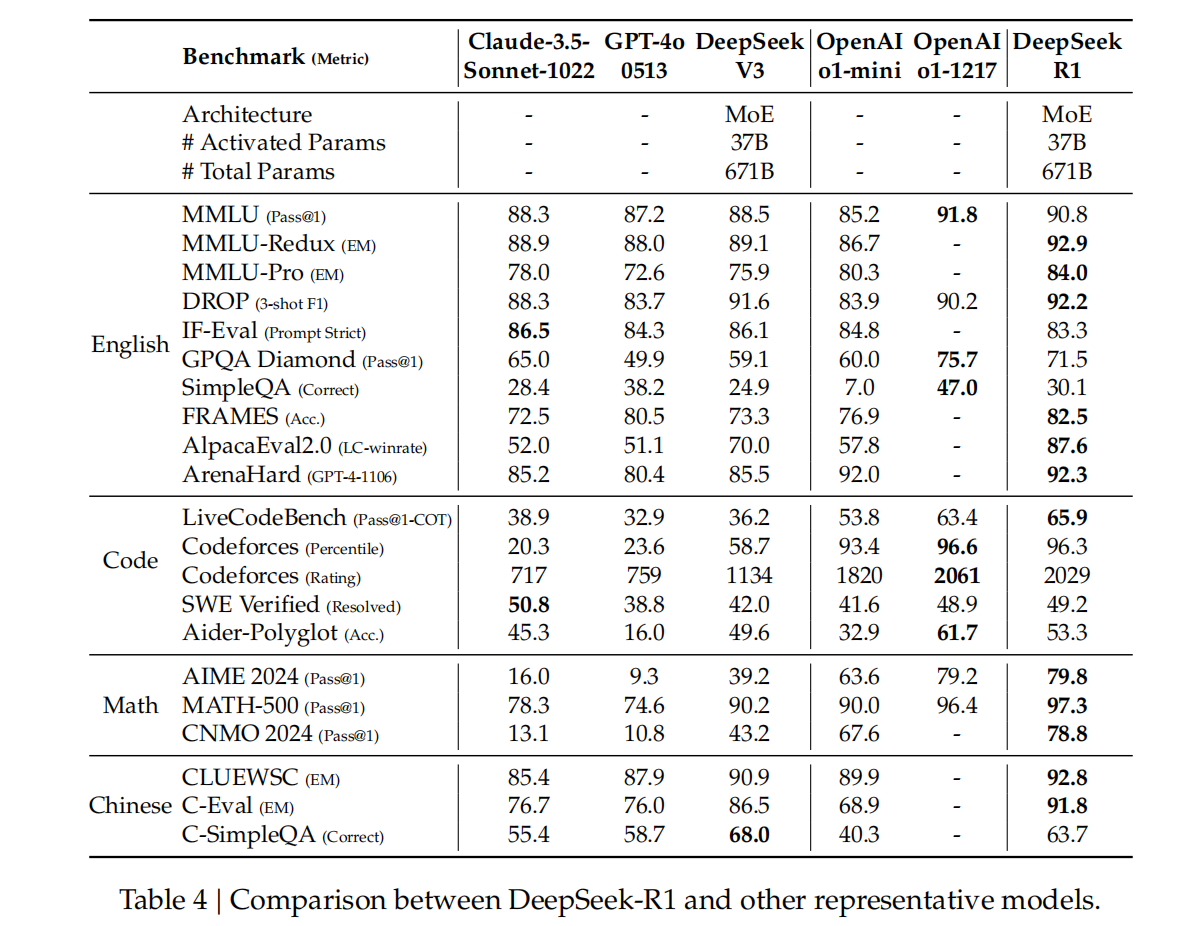 Benchmark (Metric) Claude-3.5-Sonnet-1022 GPT-4o 0513 DeepSeek V3 OpenAI o1-mini OpenAI o1-1217 DeepSeek R1
Architecture - - MoE - - MoE
# Activated Params - - 37B - - 37B
# Total Params - - 671B - - 671B
English
MMLU (Pass@1) 88.3 87.2 88.5 85.2 91.8 90.8
MMLU-Redux (EM) 88.9 88.0 89.1 86.7 - 92.9
MMLU-Pro (EM) 78.0 72.6 75.9 80.3 - 84.0
DROP (3-shot F1) 88.3 83.7 91.6 83.9 90.2 92.2
IF-Eval (Prompt Strict) 86.5 84.3 86.1 84.8 - 83.3
GPQA Diamond (Pass@1) 65.0 49.9 59.1 60.0 75.7 71.5
SimpleQA (Correct) 28.4 38.2 24.9 7.0 47.0 30.1
FRAMES (Acc.) 72.5 80.5 73.3 76.9 - 82.5
AlpacaEval2.0 (LC-winrate) 52.0 51.1 70.0 57.8 - 87.6
ArenaHard (GPT-4-1106) 85.2 80.4 85.5 92.0 - 92.3
Code
LiveCodeBench (Pass@1-COT) 38.9 32.9 36.2 53.8 63.4 65.9
Codeforces (Percentile) 20.3 23.6 58.7 93.4 96.6 96.3
Codeforces (Rating) 717 759 1134 1820 2061 2029
SWE Verified (Resolved) 50.8 38.8 42.0 41.6 48.9 49.2
Aider-Polyglot (Acc.) 45.3 16.0 49.6 32.9 61.7 53.3
Math
AIME 2024 (Pass@1) 16.0 9.3 39.2 63.6 79.2 79.8
MATH-500 (Pass@1) 78.3 74.6 90.2 90.0 96.4 97.3
CNMO 2024 (Pass@1) 13.1 10.8 43.2 67.6 - 78.8
Chinese
CLUEWSC (EM) 85.4 87.9 90.9 89.9 - 92.8
C-Eval (EM) 76.7 76.0 86.5 68.9 - 91.8
C-SimpleQA (Correct) 55.4 58.7 68.0 40.3 - 63.7
Table 4 | Comparison between DeepSeek-R1 and other representative models.